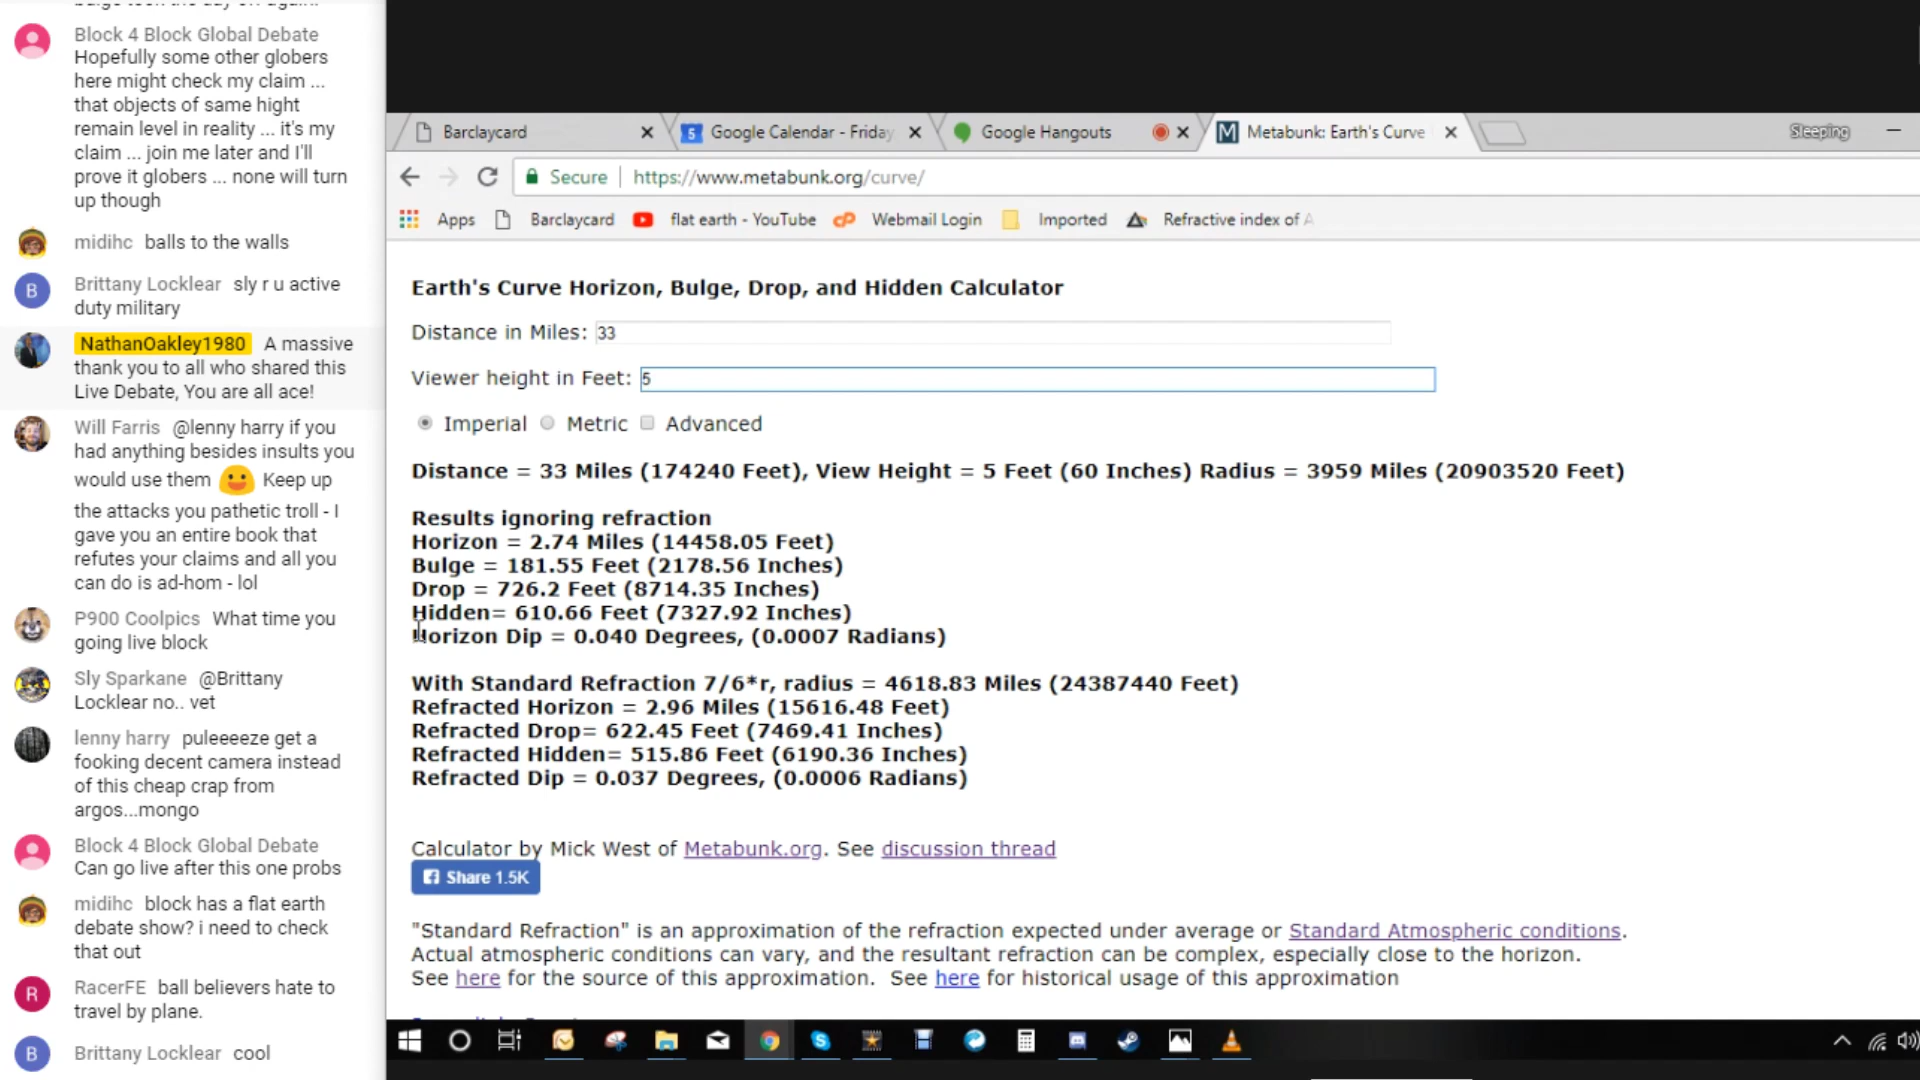 Block 4 Block Global Debate
Hopefully some other globers
here might check my claim ...
that objects of same hight
remain level in reality ... it's my
claim ... join me later and I'll
prove it globers ... none will turn
up though
midihc balls to the walls
B
Brittany Locklear sly r u active
duty military
NathanOakley1980 A massive
thank you to all who shared this
Live Debate, You are all ace!
Will Farris @lenny harry if you
had anything besides insults you
would use them Keep up
the attacks you pathetic troll - I
gave you an entire book that
refutes your claims and all you
can do is ad-hom - lol
P900 Coolpics What time you
going live block
Sly Sparkane @Brittany
Locklear no.. vet
lenny harry puleeeeze get a
fooking decent camera instead
of this cheap crap from
argos...mongo
Block 4 Block Global Debate
Can go live after this one probs
midihc block has a flat earth
debate show? i need to check
that out
R
RacerFE ball believers hate to
travel by plane.
B
Brittany Locklear cool
Barclaycard
5
Google Calendar - Friday
Google Hangouts
M
Metabunk: Earth's Curve
Sleeping
Secure
https://www.metabunk.org/curve/
Apps
Barclaycard
flat earth - YouTube
cP
Webmail Login
Imported
Refractive index of
Earth's Curve Horizon, Bulge, Drop, and Hidden Calculator
Distance in Miles: 33
Viewer height in Feet: 5
Imperial Metric Advanced
Distance = 33 Miles (174240 Feet), View Height = 5 Feet (60 Inches) Radius = 3959 Miles (20903520 Feet)
Results ignoring refraction
Horizon = 2.74 Miles (14458.05 Feet)
Bulge = 181.55 Feet (2178.56 Inches)
Drop = 726.2 Feet (8714.35 Inches)
Hidden= 610.66 Feet (7327.92 Inches)
Horizon Dip = 0.040 Degrees, (0.0007 Radians)
With Standard Refraction 7/6*r, radius = 4618.83 Miles (24387440 Feet)
Refracted Horizon = 2.96 Miles (15616.48 Feet)
Refracted Drop= 622.45 Feet (7469.41 Inches)
Refracted Hidden= 515.86 Feet (6190.36 Inches)
Refracted Dip = 0.037 Degrees, (0.0006 Radians)
Calculator by Mick West of Metabunk.org. See discussion thread
Share 1.5K
"Standard Refraction" is an approximation of the refraction expected under average or Standard Atmospheric conditions.
Actual atmospheric conditions can vary, and the resultant refraction can be complex, especially close to the horizon.
See here for the source of this approximation. See here for historical usage of this approximation